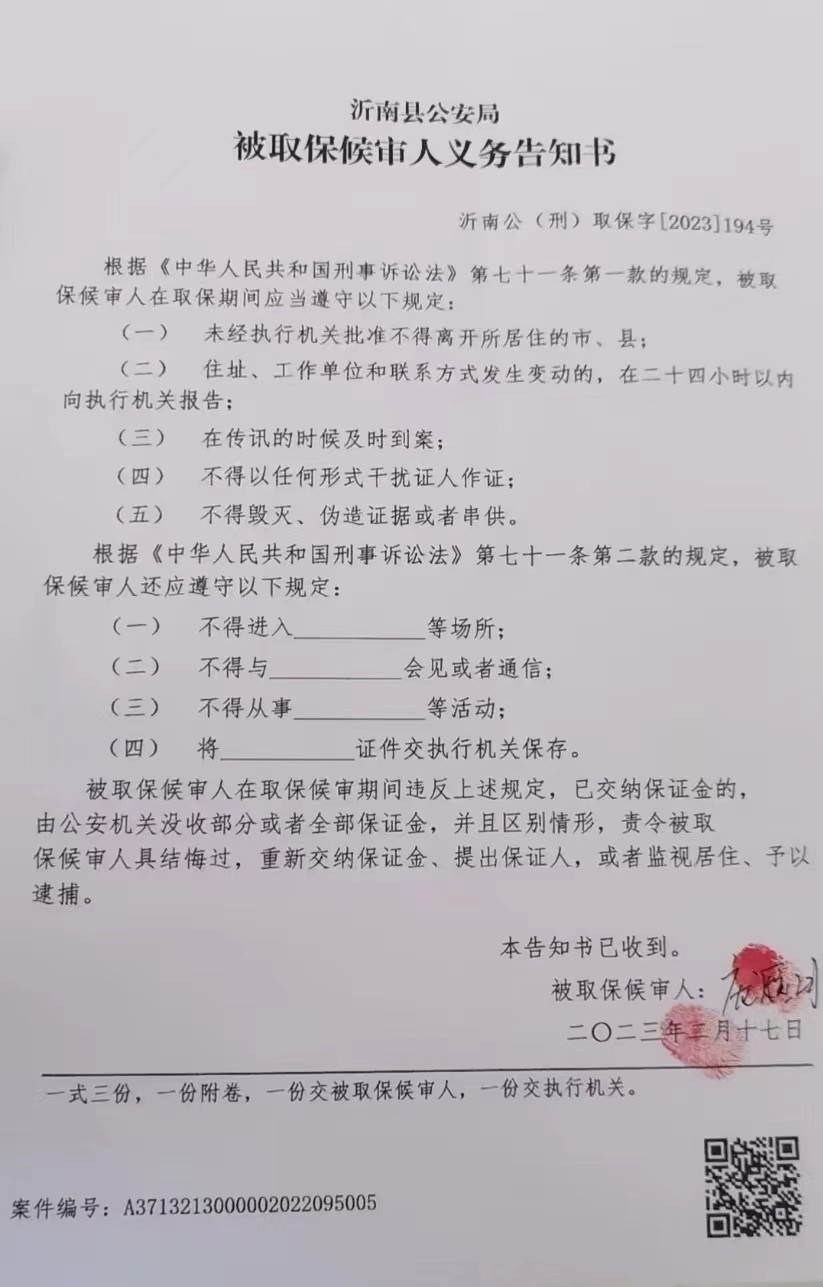 沂南县公安局
被取保候审人义务告知书
沂南公（刑）取保字[2023]194号
根据《中华人民共和国刑事诉讼法》第七十一条第一款的规定，被取
保候审人在取保期间应当遵守以下规定：
（一） 未经执行机关批准不得离开所居住的市、县；
（二） 住址、工作单位和联系方式发生变动的，在二十四小时以内
向执行机关报告；
（三） 在传讯的时候及时到案；
（四） 不得以任何形式干扰证人作证；
（五） 不得毁灭、伪造证据或者串供。
根据《中华人民共和国刑事诉讼法》第七十一条第二款的规定，被取
保候审人还应遵守以下规定：
（一） 不得进入___________等场所；
（二） 不得与___________会见或者通信；
（三） 不得从事___________等活动；
（四） 将___________证件交执行机关保存。
被取保候审人在取保候审期间违反上述规定，已交纳保证金的，
由公安机关没收部分或者全部保证金，并且区别情形，责令被取
保候审人具结悔过，重新交纳保证金、提出保证人，或者监视居住、予以
逮捕。
本告知书已收到。
被取保候审人：
二〇二三年二月十七日
一式三份，一份附卷，一份交被取保候审人，一份交执行机关。
案件编号：A3713213000002022095005